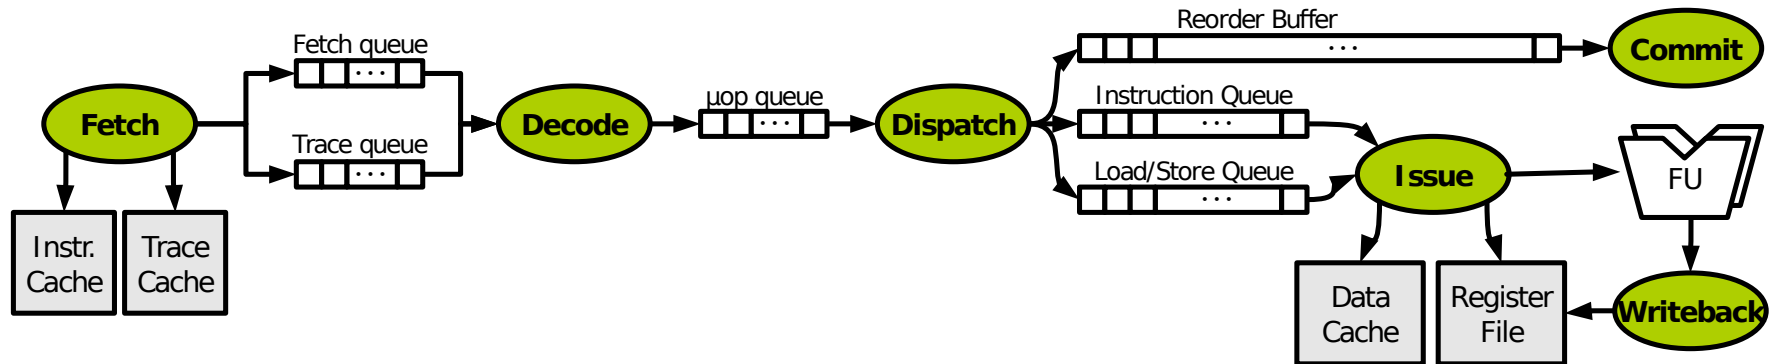 Fetch
Instr.
Cache
Trace
Cache
Fetch queue
...
Trace queue
...
Decode
µop queue
...
Dispatch
Reorder Buffer
...
Commit
Instruction Queue
...
Load/Store Queue
...
Issue
FU
Data
Cache
Register
File
Writeback